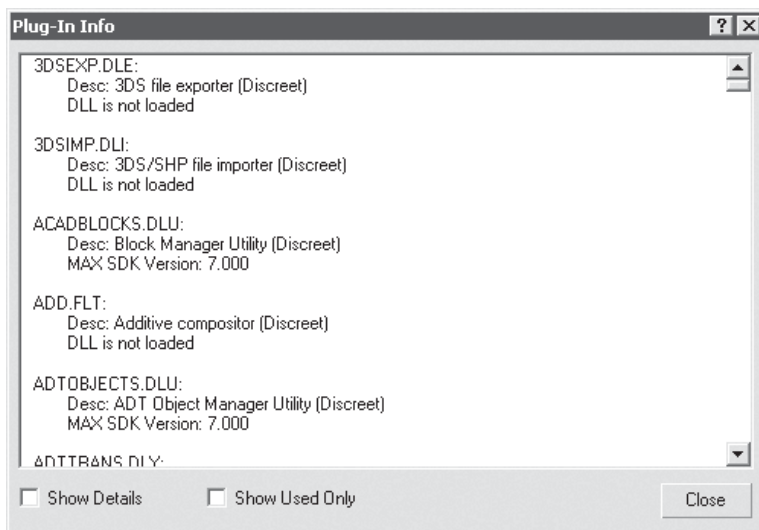 Plug-In Info
3DSEXP.DLE:
Desc: 3DS file exporter (Discreet)
DLL is not loaded
3DSIMP.DLI:
Desc: 3DS/SHP file importer (Discreet)
DLL is not loaded
ACADBLOCKS.DLU:
Desc: Block Manager Utility (Discreet)
MAX SDK Version: 7.000
ADD.FLT:
Desc: Additive compositor (Discreet)
DLL is not loaded
ADTOBJECTS.DLU:
Desc: ADT Object Manager Utility (Discreet)
MAX SDK Version: 7.000
Show Details Show Used Only Close